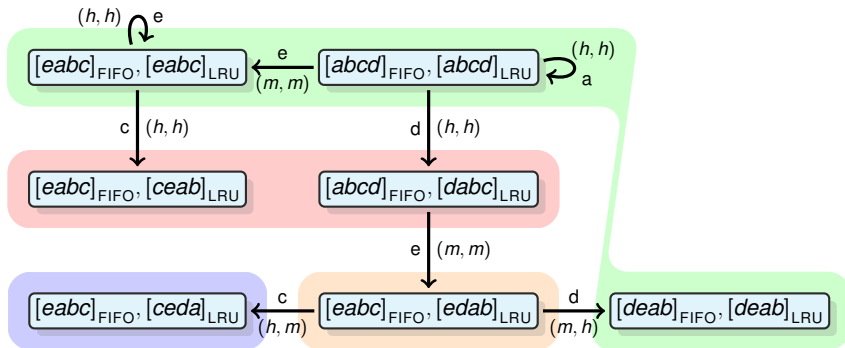 (h, h) e
[eabc]FIFO, [eabc]LRU
e
(m, m)
[abcd]FIFO, [abcd]LRU
(h, h)
a
c (h, h)
d (h, h)
[eabc]FIFO, [ceab]LRU
[abcd]FIFO, [dabc]LRU
e (m, m)
[eabc]FIFO, [ceda]LRU
c
(h, m)
[eabc]FIFO, [edab]LRU
d
(m, h)
[deab]FIFO, [deab]LRU